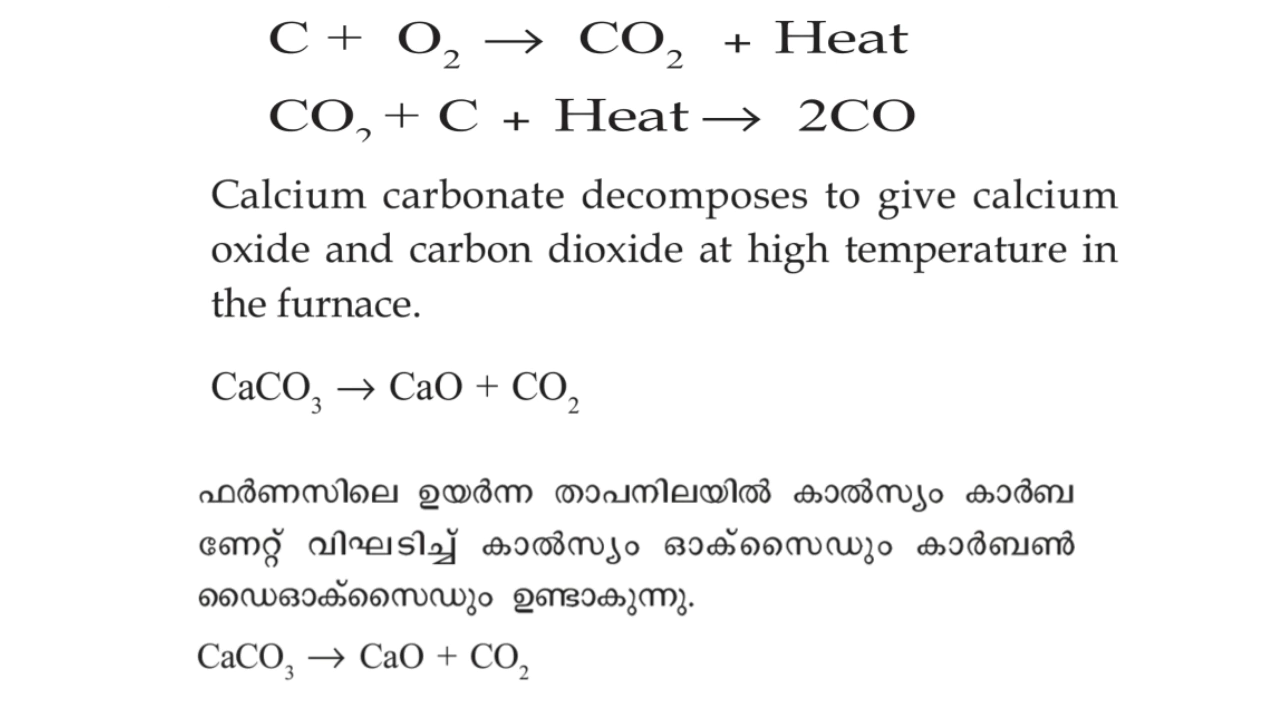 C + O₂ → CO₂ + Heat
CO₂ + C + Heat → 2CO
Calcium carbonate decomposes to give calcium
oxide and carbon dioxide at high temperature in
the furnace.
CaCO₃ → CaO + CO₂
ഫർണസിലെ ഉയർന്ന താപനിലയിൽ കാൽസ്യം കാർബ
ണേറ്റ് വിഘടിച്ച് കാൽസ്യം ഓക്സൈഡും കാർബൺ
ഡൈഓക്സൈഡും ഉണ്ടാകുന്നു.
CaCO₃ → CaO + CO₂